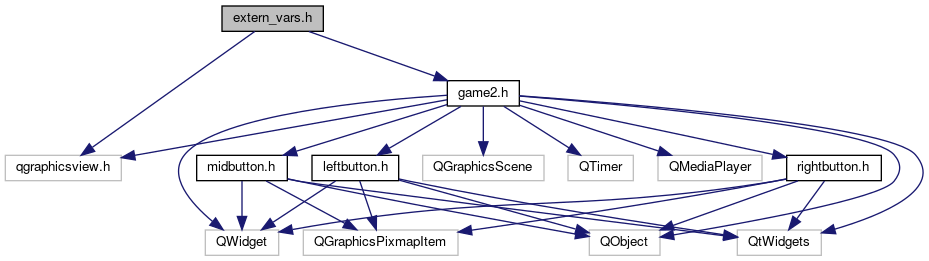 extern_vars.h
game2.h
qgraphicsview.h
midbutton.h
leftbutton.h
QGraphicsScene
QTimer
QMediaPlayer
rightbutton.h
QWidget
QGraphicsPixmapItem
QObject
QtWidgets